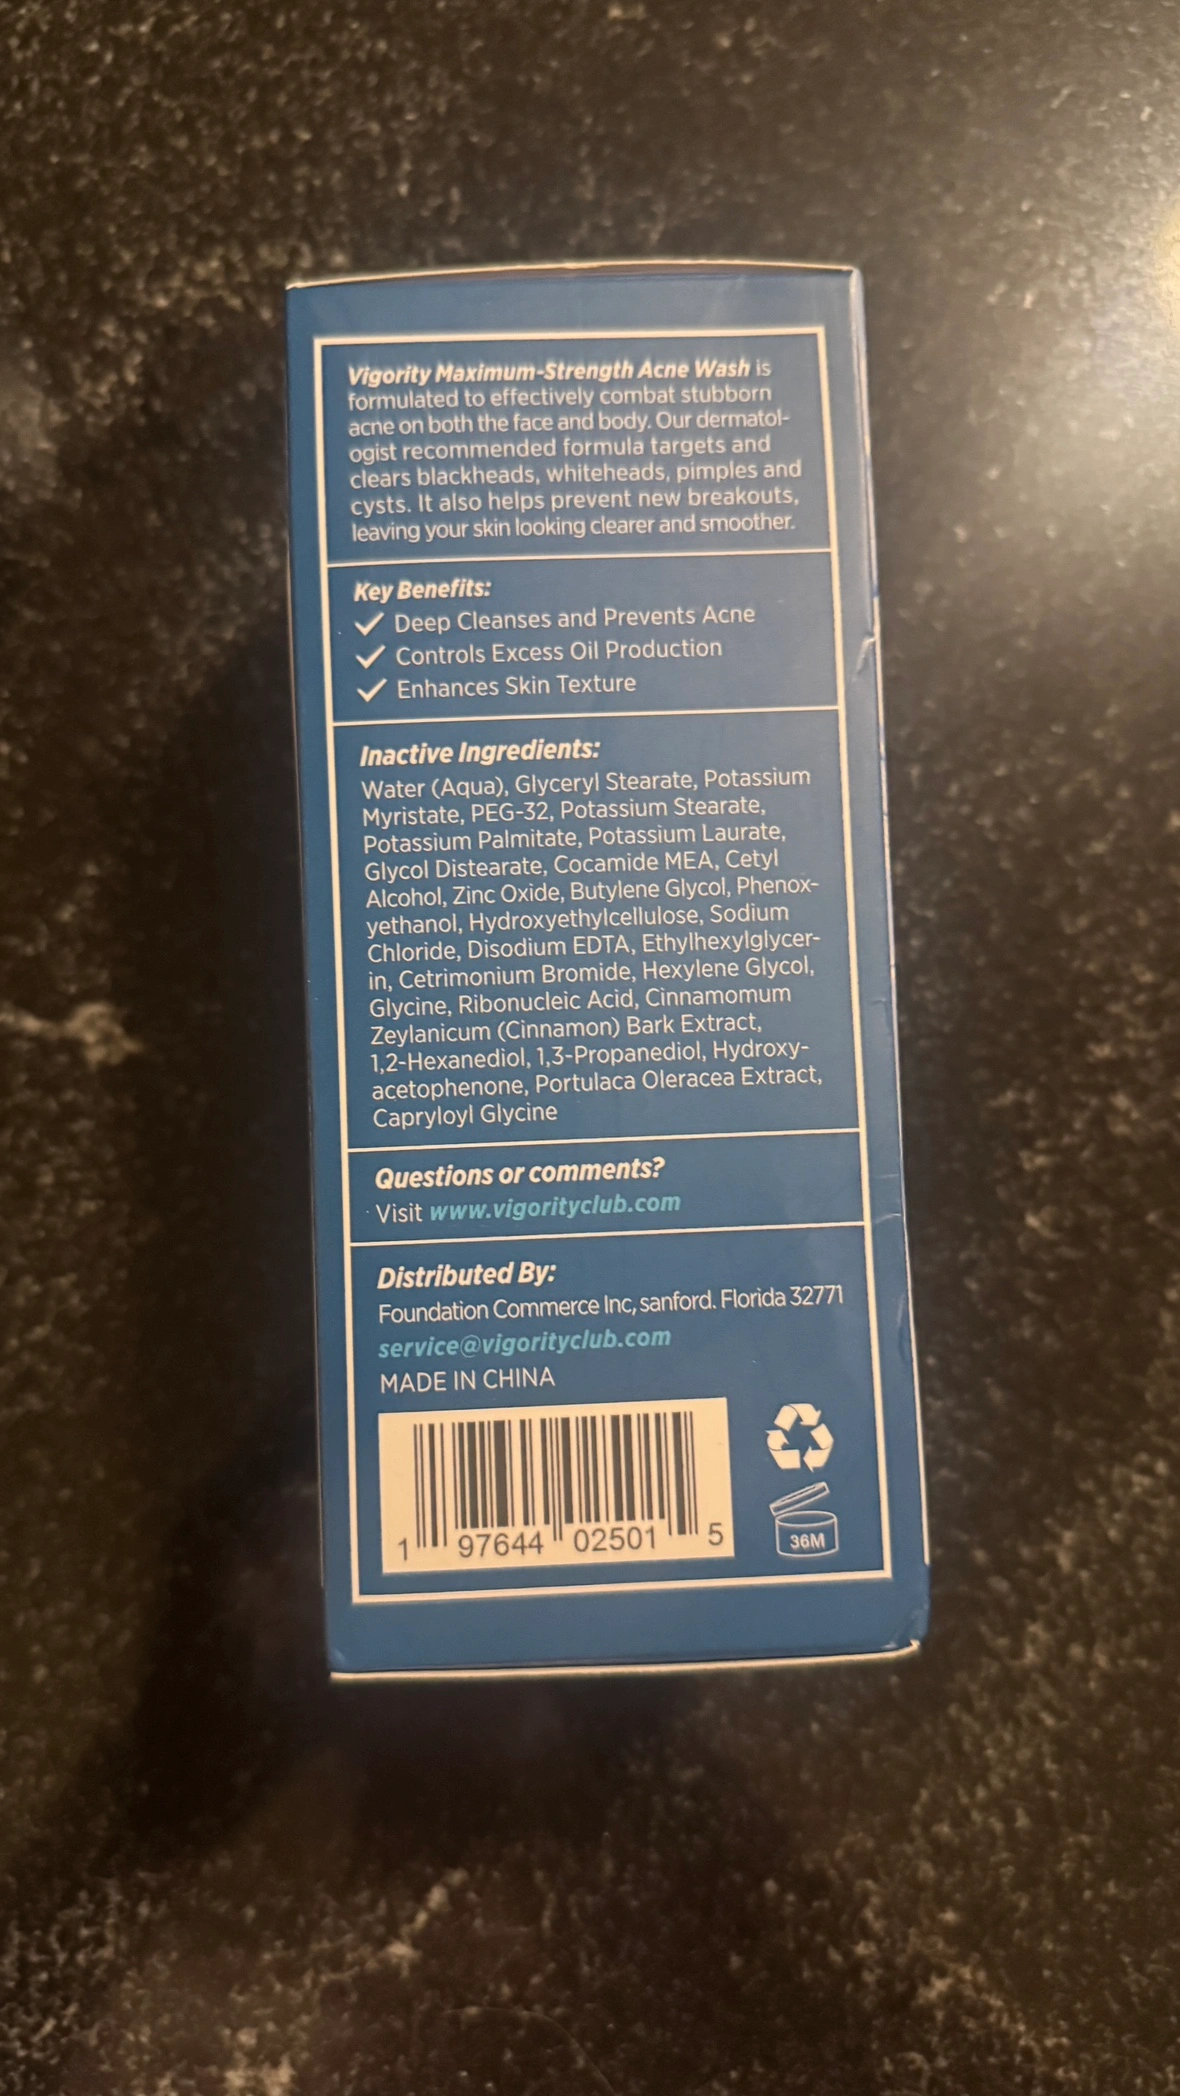 Vigority Maximum-Strength Acne Wash is
formulated to effectively combat stubborn
acne on both the face and body. Our dermatol-
ogist recommended formula targets and
clears blackheads, whiteheads, pimples and
cysts. It also helps prevent new breakouts,
leaving your skin looking clearer and smoother.
Key Benefits:
Deep Cleanses and Prevents Acne
Controls Excess Oil Production
Enhances Skin Texture
Inactive Ingredients:
Water (Aqua), Glyceryl Stearate, Potassium
Myristate, PEG-32, Potassium Stearate,
Potassium Palmitate, Potassium Laurate,
Glycol Distearate, Cocamide MEA, Cetyl
Alcohol, Zinc Oxide, Butylene Glycol, Phenox-
yethanol, Hydroxyethylcellulose, Sodium
Chloride, Disodium EDTA, Ethylhexylglycer-
in, Cetrimonium Bromide, Hexylene Glycol,
Glycine, Ribonucleic Acid, Cinnamomum
Zeylanicum (Cinnamon) Bark Extract,
1,2-Hexanediol, 1,3-Propanediol, Hydroxy-
acetophenone, Portulaca Oleracea Extract,
Capryloyl Glycine
Questions or comments?
Visit www.vigorityclub.com
Distributed By:
Foundation Commerce Inc, sanford. Florida 32771
service@vigorityclub.com
MADE IN CHINA
1 97644 02501 5
36M